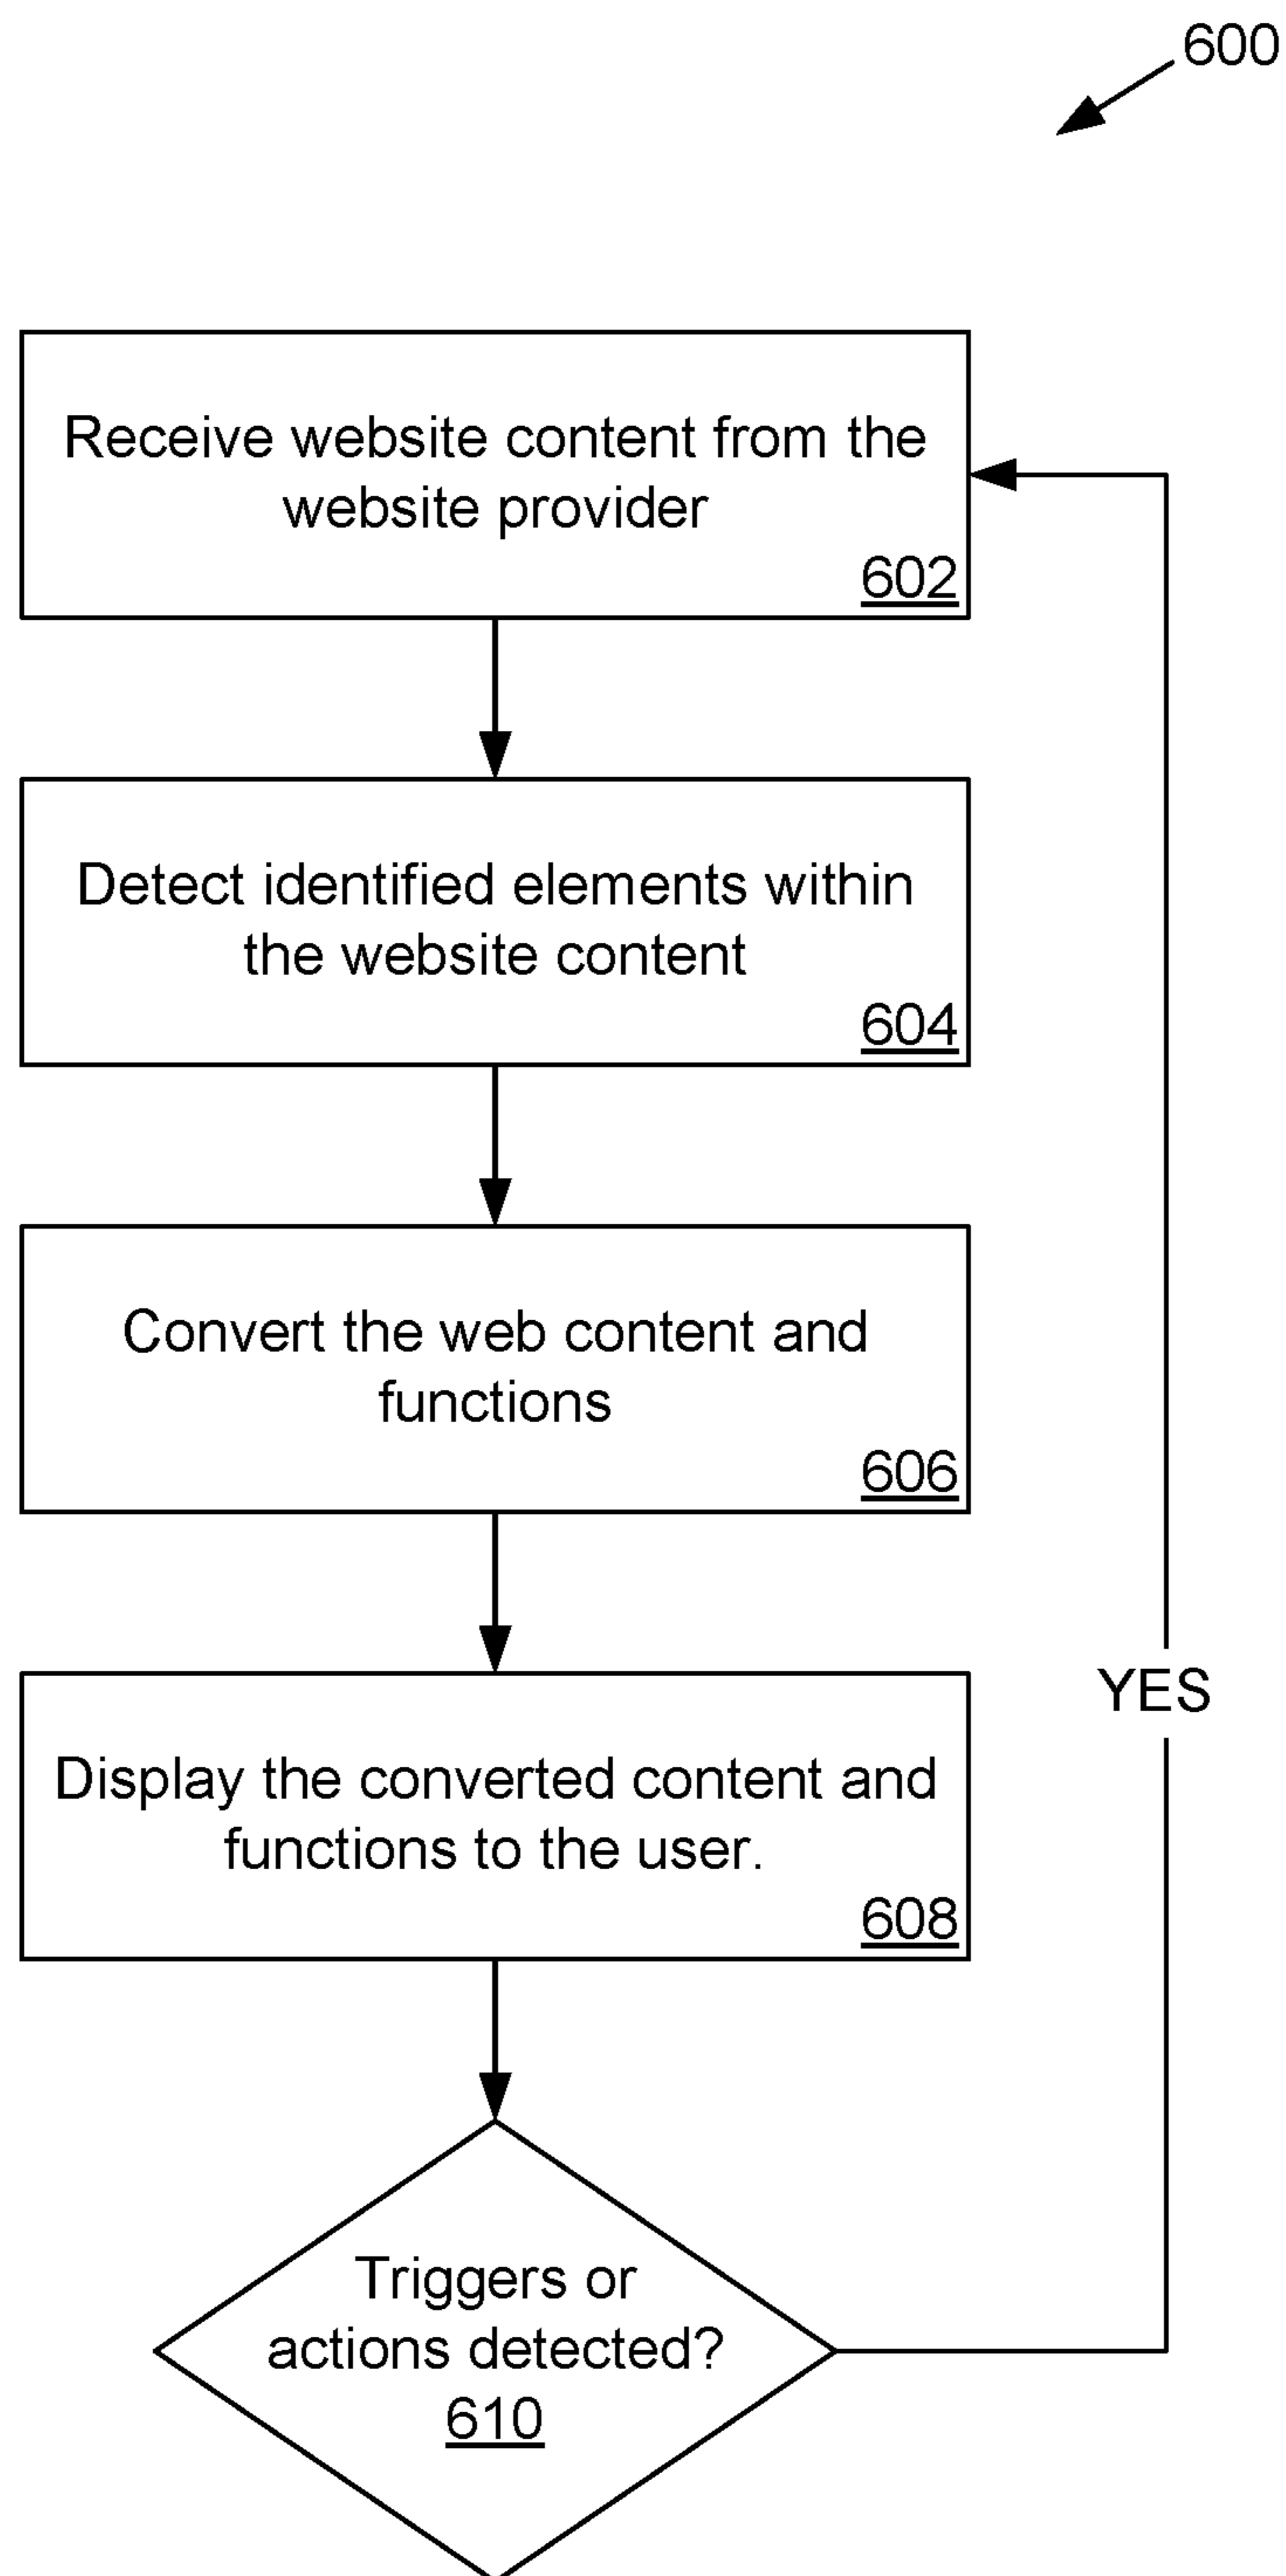 600
Receive website content from the
website provider
602
Detect identified elements within
the website content
604
Convert the web content and
functions
606
YES
Display the converted content and
functions to the user.
608
Triggers or
actions detected?
610